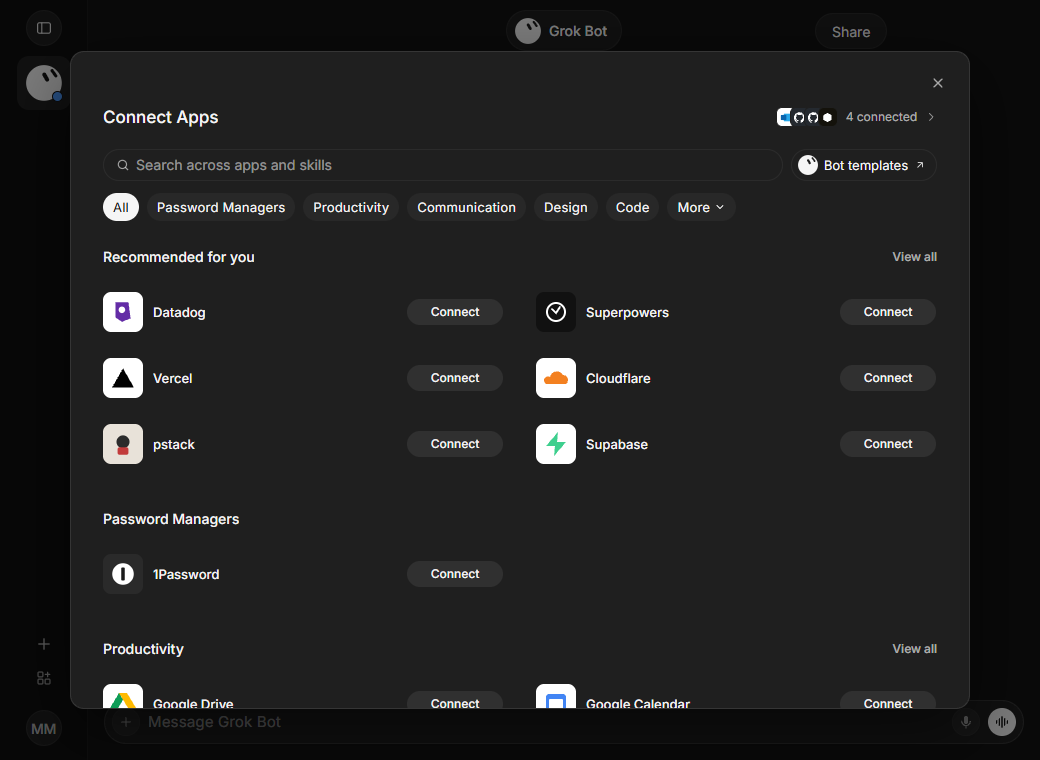 Grok Bot
Share
Connect Apps
4 connected
Search across apps and skills
Bot templates
All
Password Managers
Productivity
Communication
Design
Code
More
Recommended for you
View all
Datadog
Connect
Superpowers
Connect
Vercel
Connect
Cloudflare
Connect
pstack
Connect
Supabase
Connect
Password Managers
1Password
Connect
Productivity
View all
Google Drive
Connect
Google Calendar
Connect
MM
Message Grok Bot